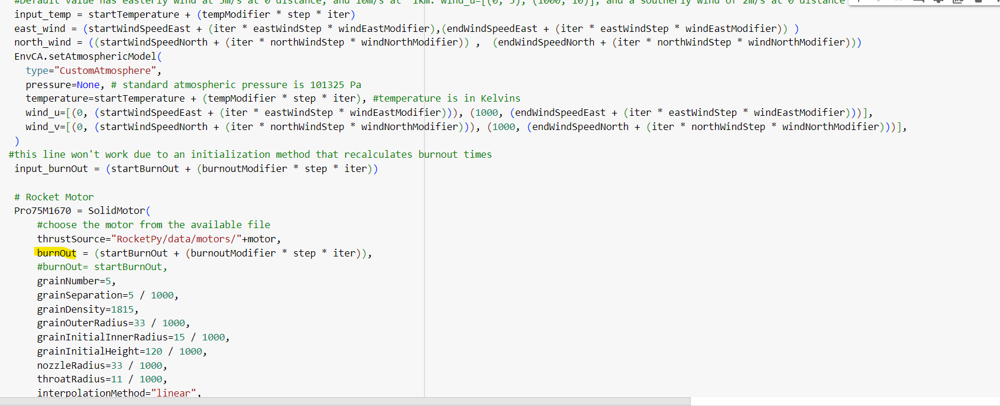 #Default value has easterly wind at 5m/s at 0 distance, and 10m/s at 1km: wind_u=[(0, 5), (1000, 10)], and a southerly wind of 2m/s at 0 distance
input_temp = startTemperature + (tempModifier * step * iter)
east_wind = (startWindSpeedEast + (iter * eastWindStep * windEastModifier),(endWindSpeedEast + (iter * eastWindStep * windEastModifier)) )
north_wind = ((startWindSpeedNorth + (iter * northWindStep * windNorthModifier)) , (endWindSpeedNorth + (iter * northWindStep * windNorthModifier)))
EnvCA.setAtmosphericModel(
type="CustomAtmosphere",
pressure=None, # standard atmospheric pressure is 101325 Pa
temperature=startTemperature + (tempModifier * step * iter), #temperature is in Kelvins
wind_u=[(0, (startWindSpeedEast + (iter * eastWindStep * windEastModifier))), (1000, (endWindSpeedEast + (iter * eastWindStep * windEastModifier)))],
wind_v=[(0, (startWindSpeedNorth + (iter * northWindStep * windNorthModifier))), (1000, (endWindSpeedNorth + (iter * northWindStep * windNorthModifier)))],
)
#this line won't work due to an initialization method that recalculates burnout times
input_burnOut = (startBurnOut + (burnoutModifier * step * iter))
# Rocket Motor
Pro75M1670 = SolidMotor(
#choose the motor from the available file
thrustSource="RocketPy/data/motors/"+motor,
burnOut = (startBurnOut + (burnoutModifier * step * iter)),
#burnOut= startBurnOut,
grainNumber=5,
grainSeparation=5 / 1000,
grainDensity=1815,
grainOuterRadius=33 / 1000,
grainInitialInnerRadius=15 / 1000,
grainInitialHeight=120 / 1000,
nozzleRadius=33 / 1000,
throatRadius=11 / 1000,
interpolationMethod="linear",